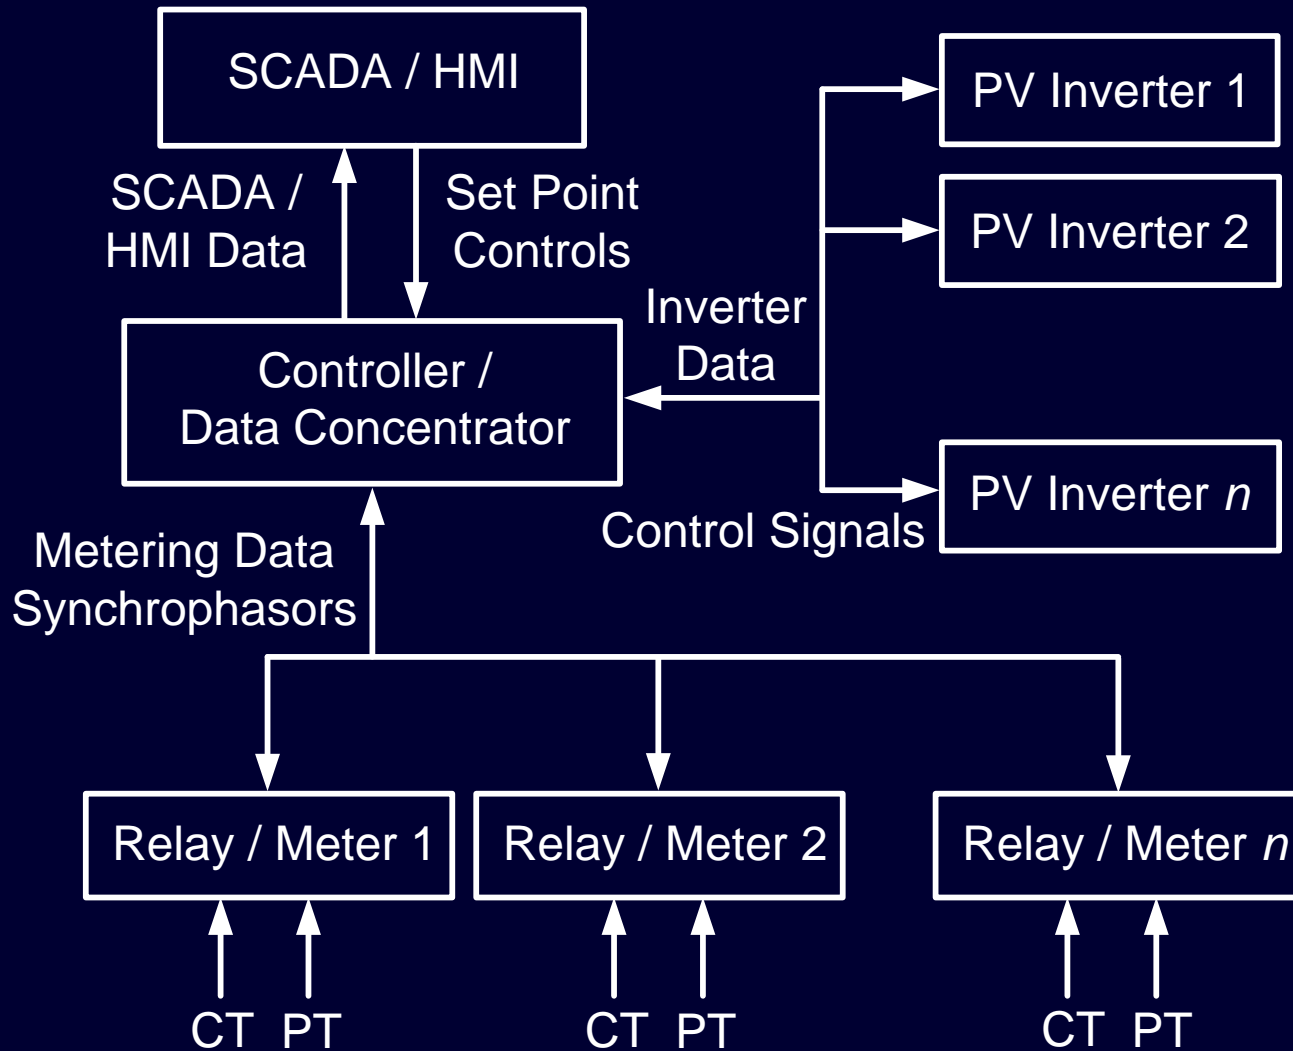 SCADA / HMI
PV Inverter 1
SCADA /
HMI Data
Set Point
Controls
PV Inverter 2
Inverter
Data
Controller /
Data Concentrator
PV Inverter n
Control Signals
Metering Data
Synchrophasors
Relay / Meter 1
Relay / Meter 2
Relay / Meter n
CT PT
CT PT
CT PT